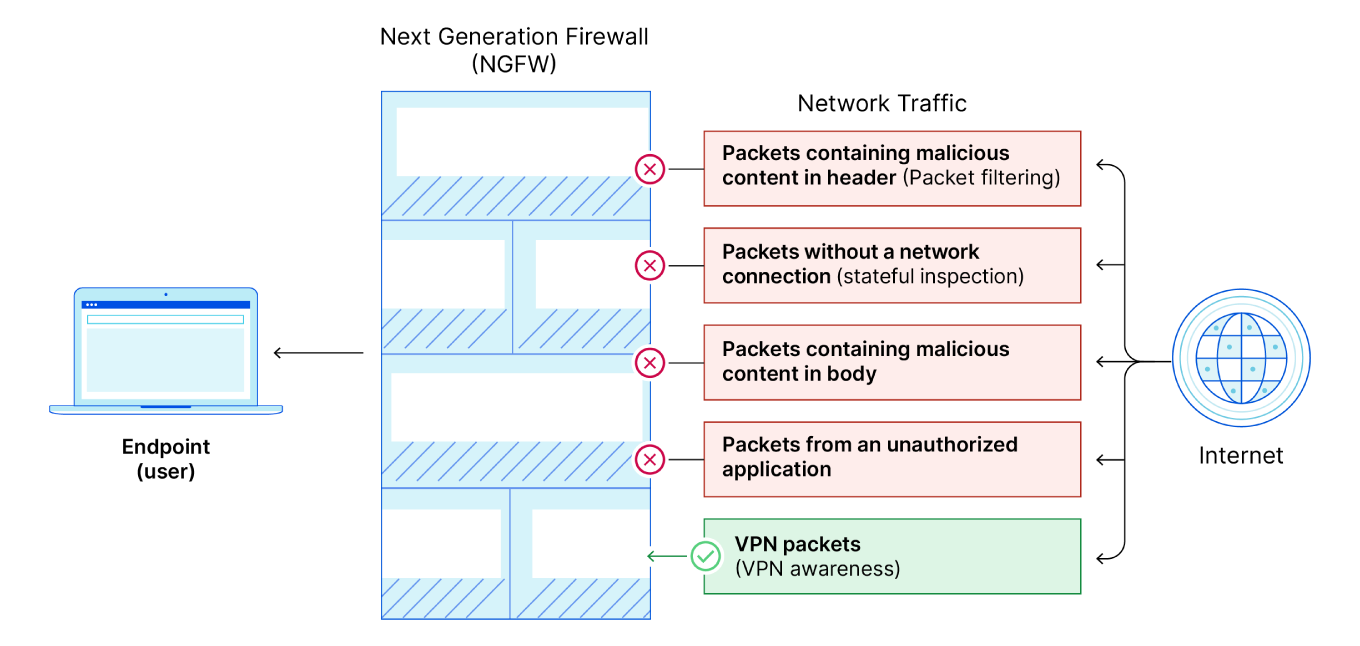 Next Generation Firewall
(NGFW)
Network Traffic
Packets containing malicious
content in header (Packet filtering)
Packets without a network
connection (stateful inspection)
Packets containing malicious
content in body
Packets from an unauthorized
application
VPN packets
(VPN awareness)
Endpoint
(user)
Internet